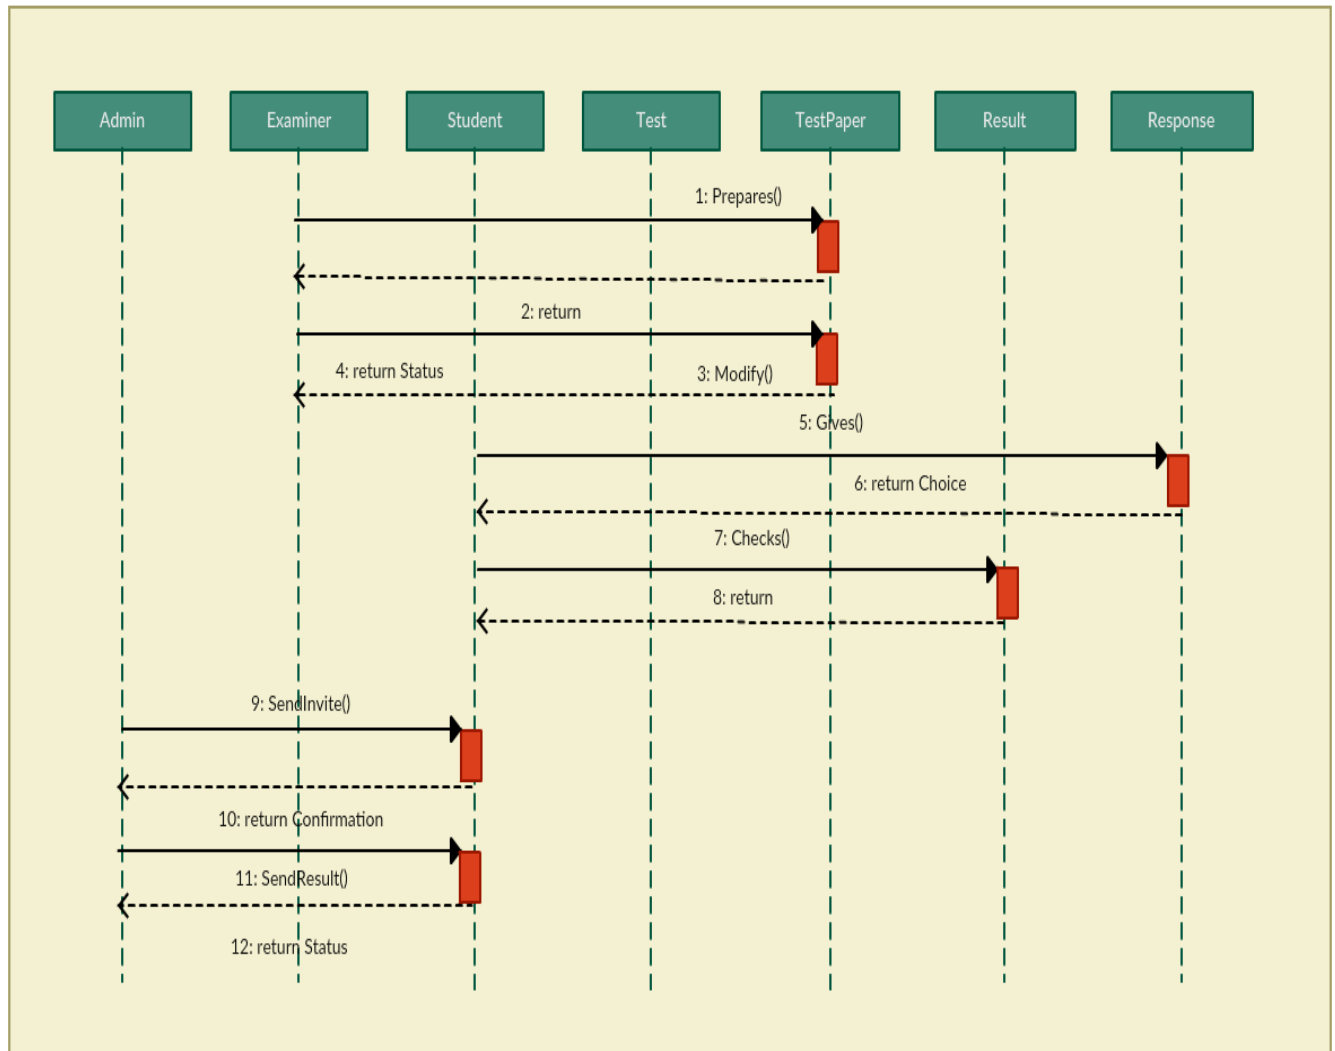 Admin
Examiner
Student
Test
TestPaper
Result
Response
1: Prepares()
2: return
4: return Status
3: Modify()
5: Gives()
6: return Choice
7: Checks()
8: return
9: SendInvite()
10: return Confirmation
11: SendResult()
12: return Status